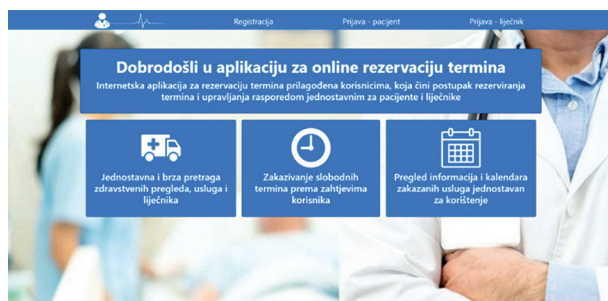 Registracija
Prijava - pacijent
Prijava - liječnik
Dobrodošli u aplikaciju za online rezervaciju termina
Internetska aplikacija za rezervaciju termina prilagođena korisnicima, koja čini postupak rezerviranja
termina i upravljanja rasporedom jednostavnim za pacijente i liječnike
Jednostavna i brza pretraga
zdravstvenih pregleda, usluga i
liječnika
Zakazivanje slobodnih
termina prema zahtjevima
korisnika
Pregled informacija i kalendara
zakazanih usluga jednostavan
za korištenje